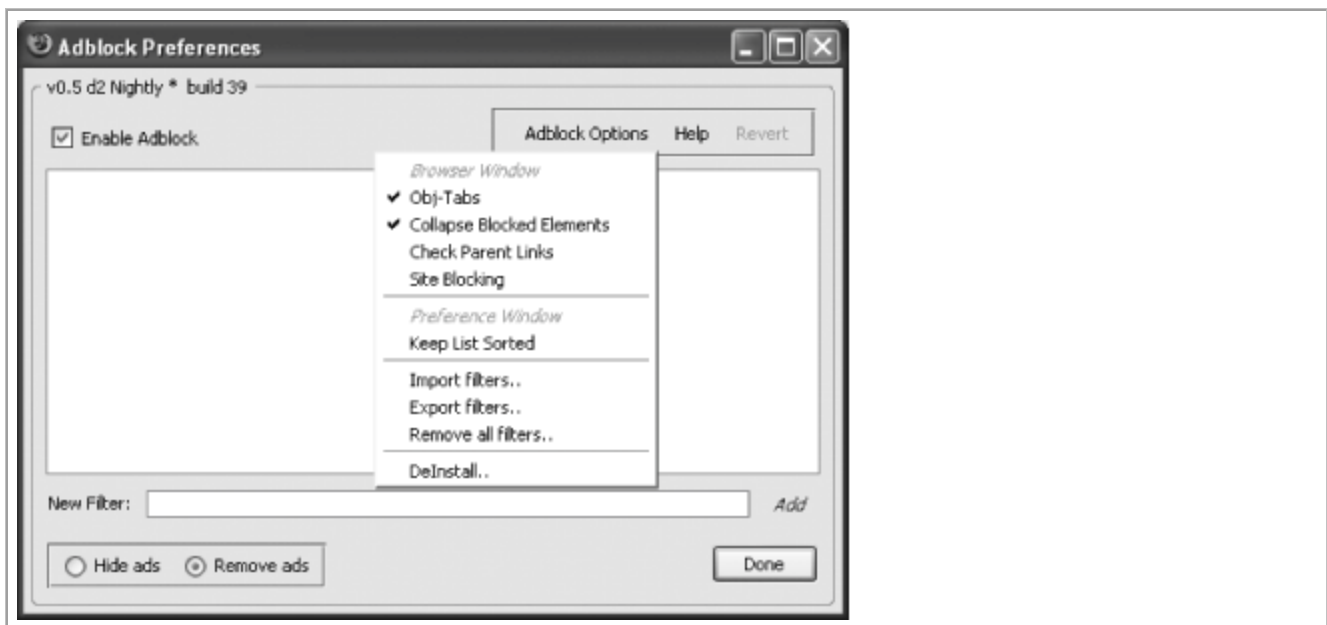 Adblock Preferences
v0.5 d2 Nightly * build 39
Enable Adblock
Adblock Options Help Revert
Browser Window
Obj-Tabs
Collapse Blocked Elements
Check Parent Links
Site Blocking
Preference Window
Keep List Sorted
Import filters..
Export filters..
Remove all filters..
DeInstall..
New Filter: Add
Hide ads Remove ads Done